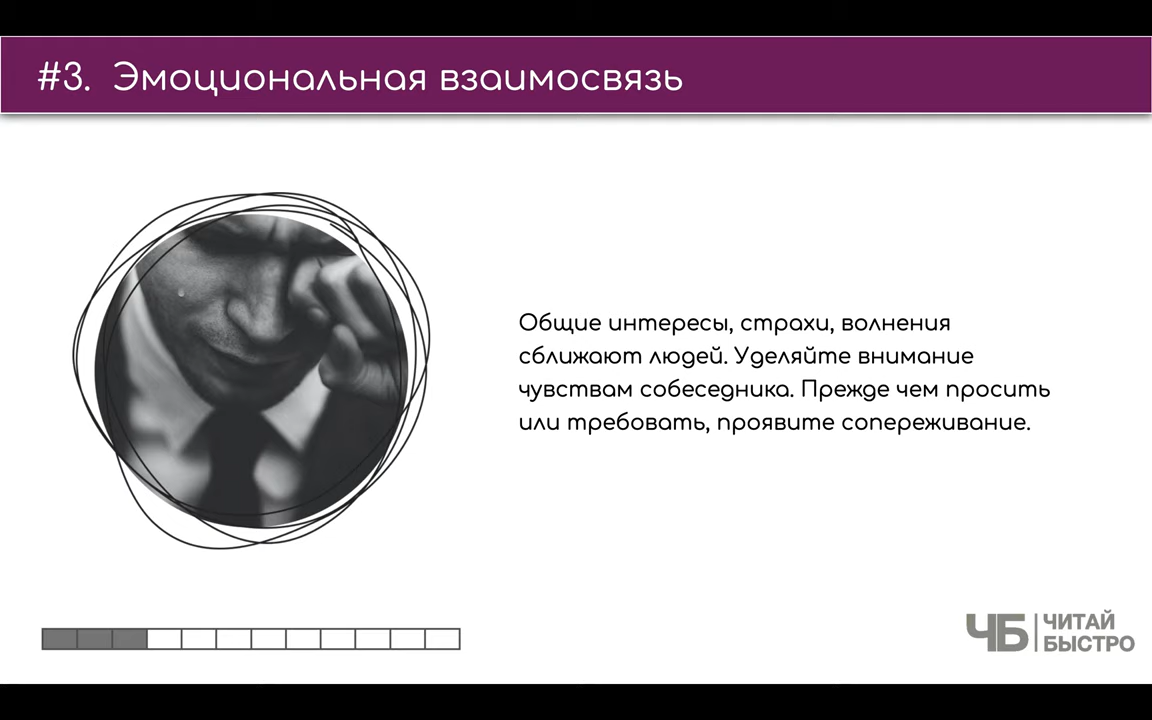 #3. Эмоциональная взаимосвязь
Общие интересы, страхи, волнения
сближают людей. Уделяйте внимание
чувствам собеседника. Прежде чем просить
или требовать, проявите сопереживание.
ЧБ
ЧИТАЙ
БЫСТРО